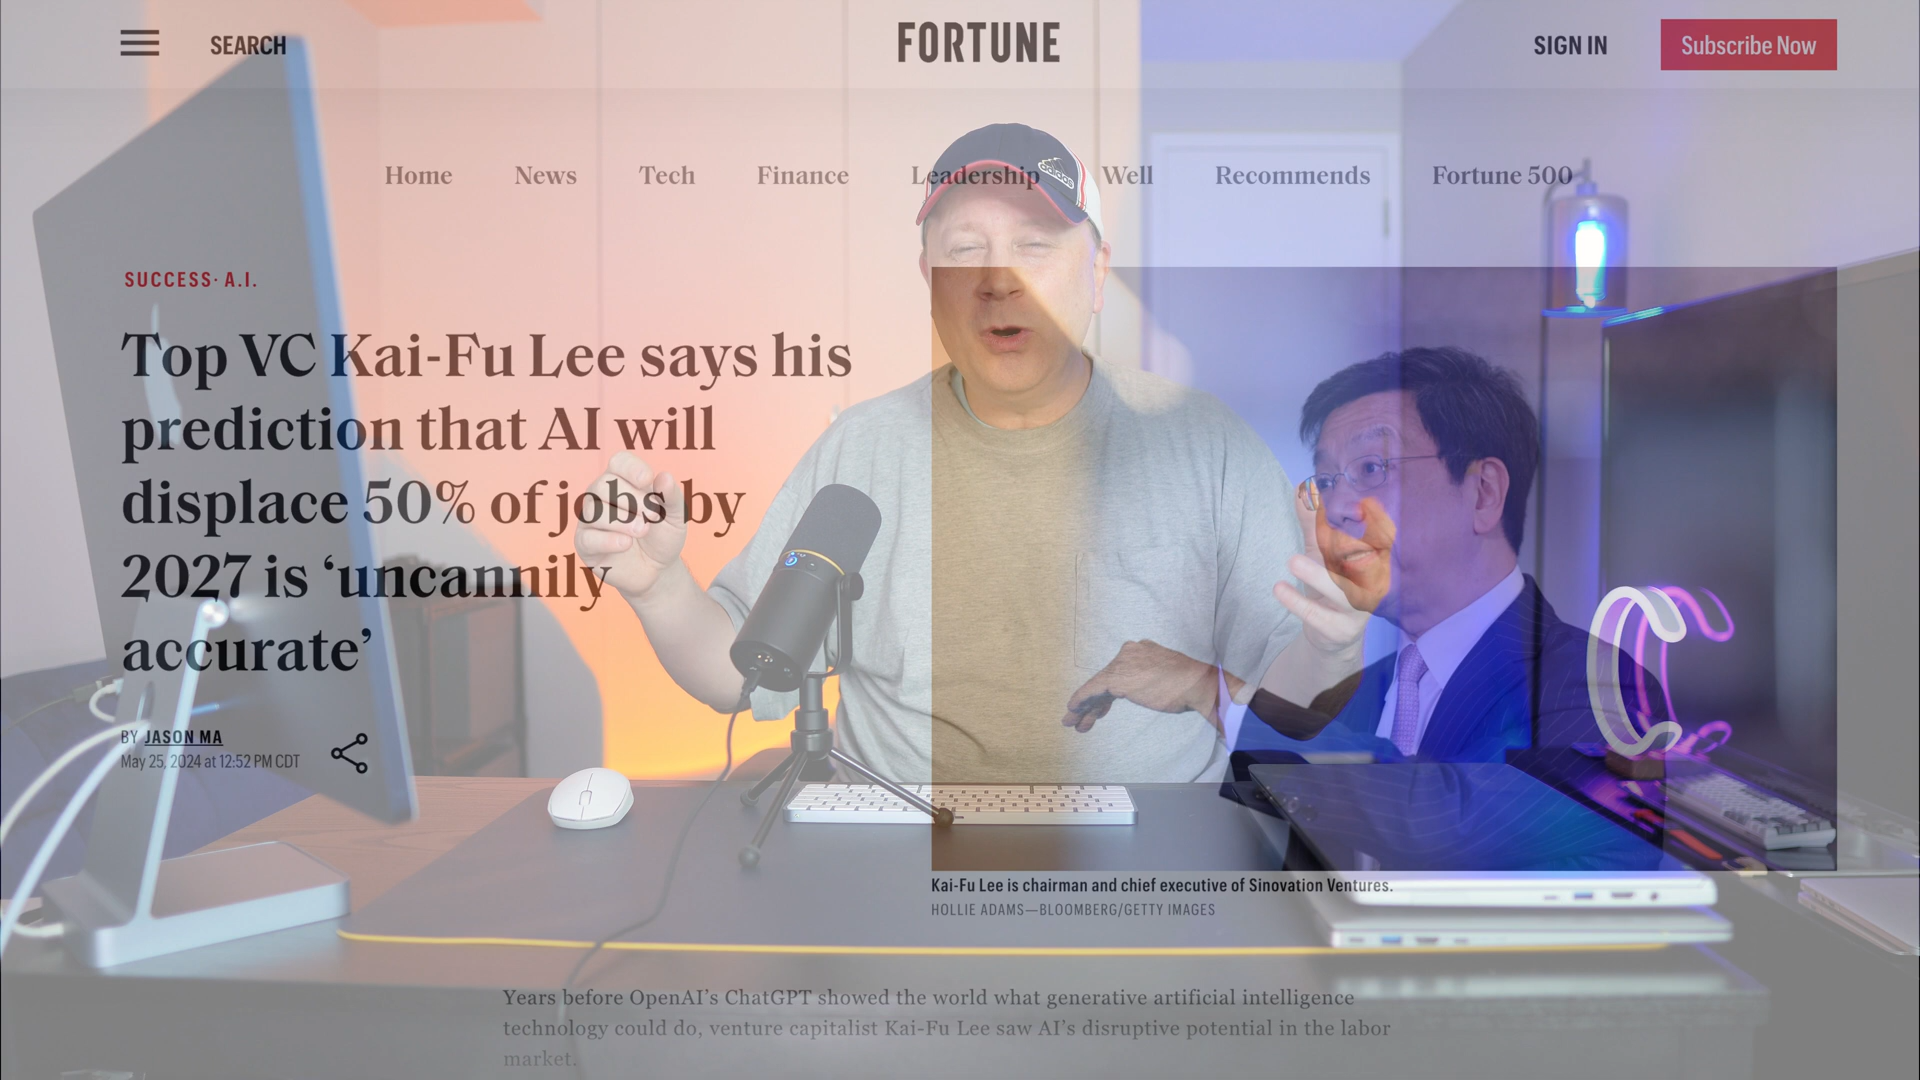 SEARCH
FORTUNE
SIGN IN
Subscribe Now
Home
News
Tech
Finance
Leadership
Well
Recommends
Fortune 500
SUCCESS · A.I.
Top VC Kai-Fu Lee says his
prediction that AI will
displace 50% of jobs by
2027 is ‘uncannily
accurate’
BY JASON MA
May 25, 2024 at 12:52 PM CDT
adidas
Kai-Fu Lee is chairman and chief executive of Sinovation Ventures.
HOLLIE ADAMS—BLOOMBERG/GETTY IMAGES
Years before OpenAI’s ChatGPT showed the world what generative artificial intelligence
technology could do, venture capitalist Kai-Fu Lee saw AI’s disruptive potential in the labor
market.